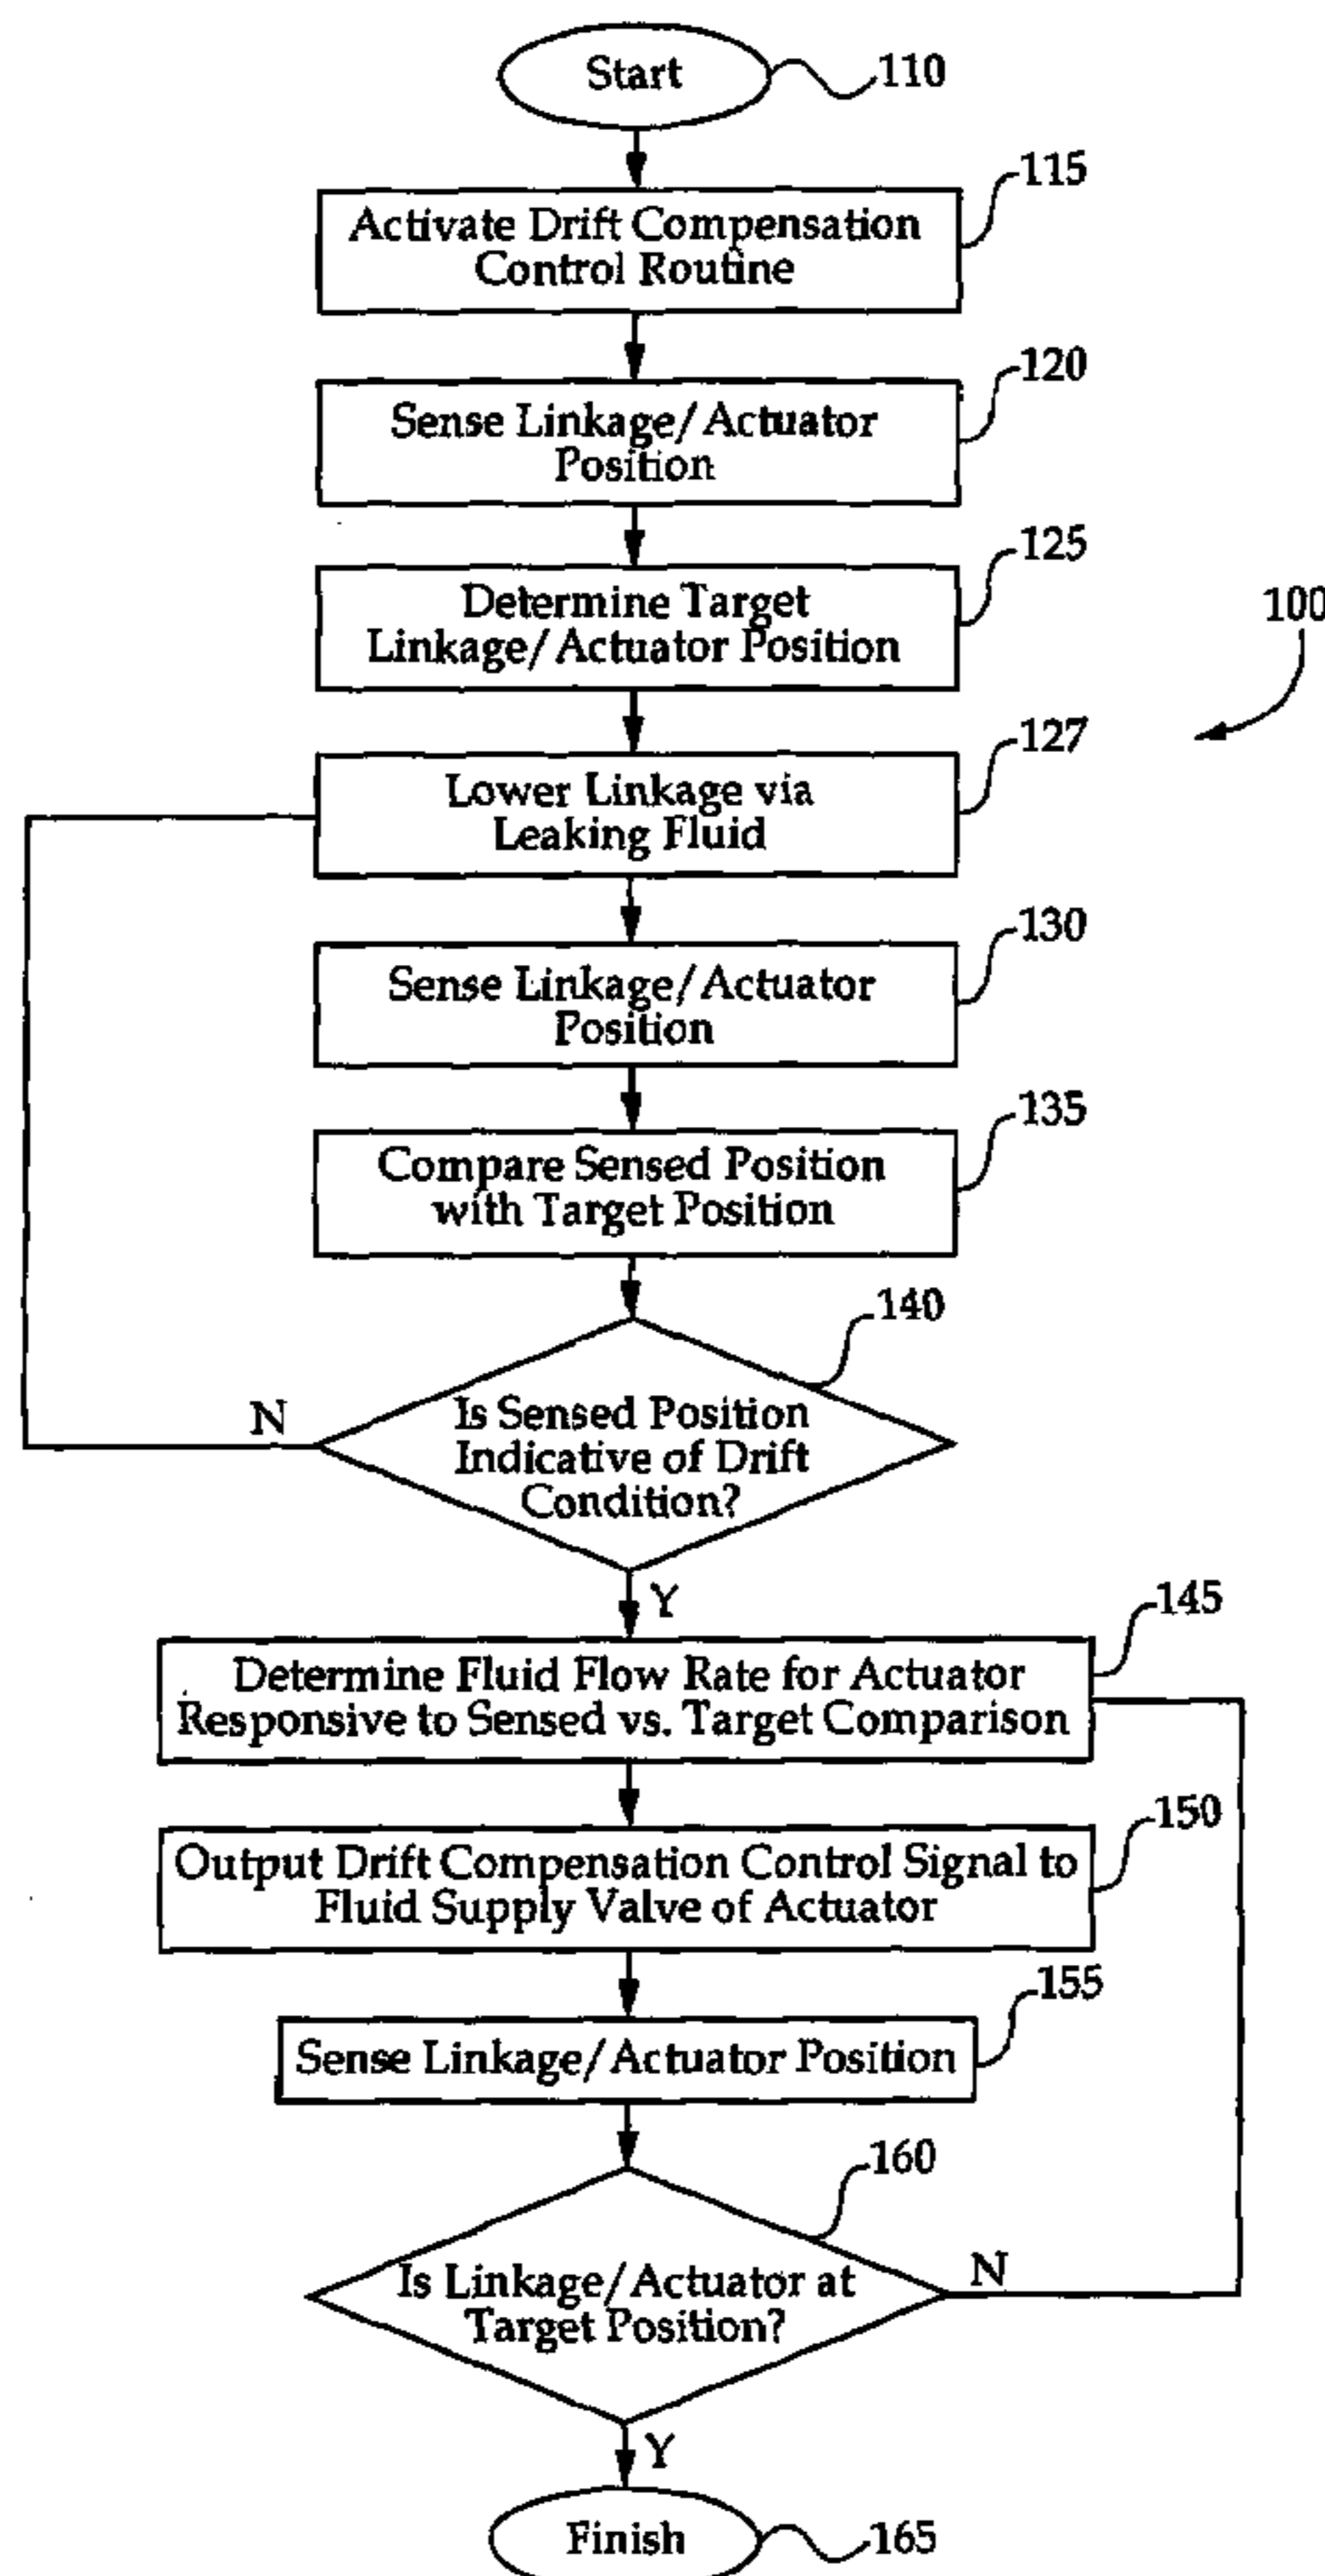 Start
110
115
Activate Drift Compensation
Control Routine
120
Sense Linkage/Actuator
Position
125
Determine Target
Linkage/Actuator Position
100
127
Lower Linkage via
Leaking Fluid
130
Sense Linkage/Actuator
Position
135
Compare Sensed Position
with Target Position
140
N
Is Sensed Position
Indicative of Drift
Condition?
Y
145
Determine Fluid Flow Rate for Actuator
Responsive to Sensed vs. Target Comparison
150
Output Drift Compensation Control Signal to
Fluid Supply Valve of Actuator
155
Sense Linkage/Actuator Position
160
N
Is Linkage/Actuator at
Target Position?
Y
Finish
165